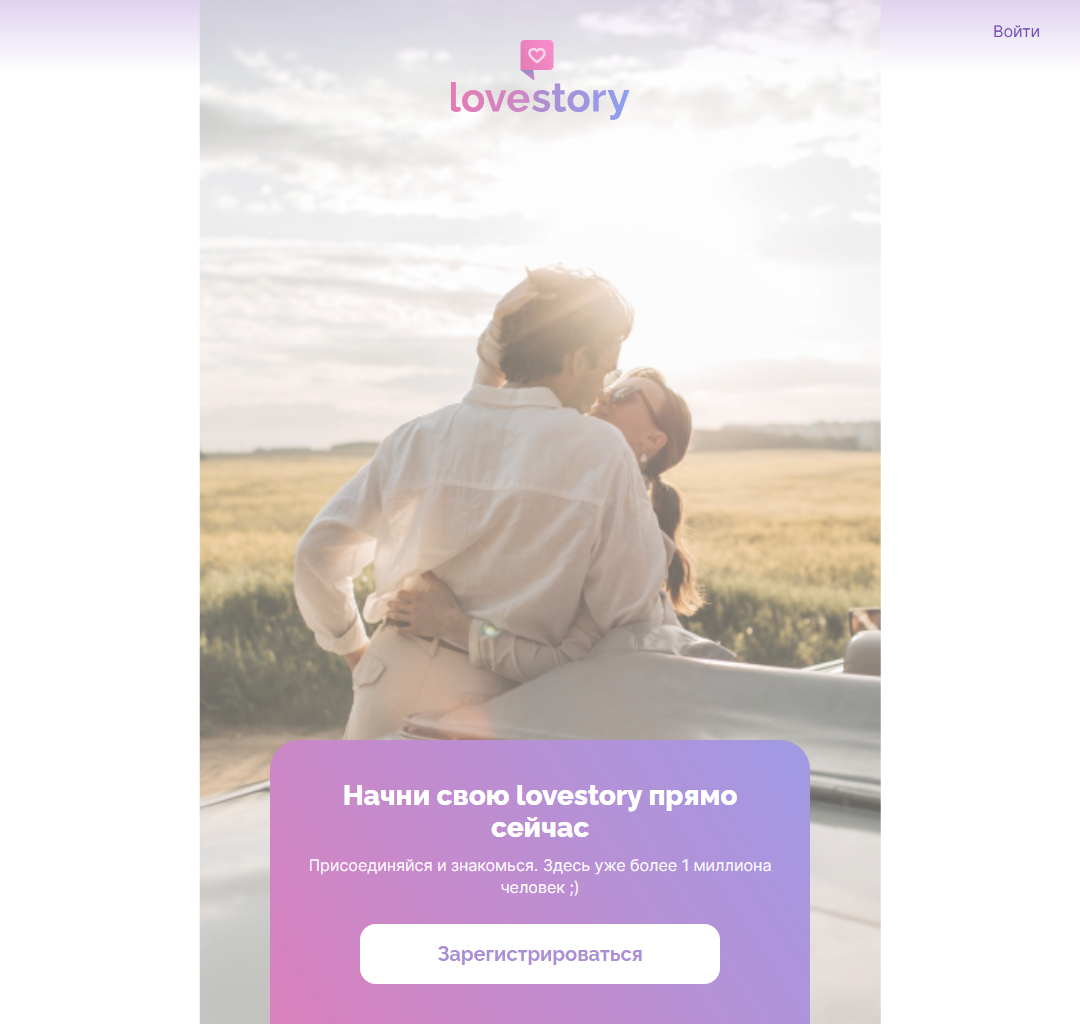 Войти
lovestory
Начни свою lovestory прямо
сейчас
Присоединяйся и знакомься. Здесь уже более 1 миллиона
человек ;)
Зарегистрироваться